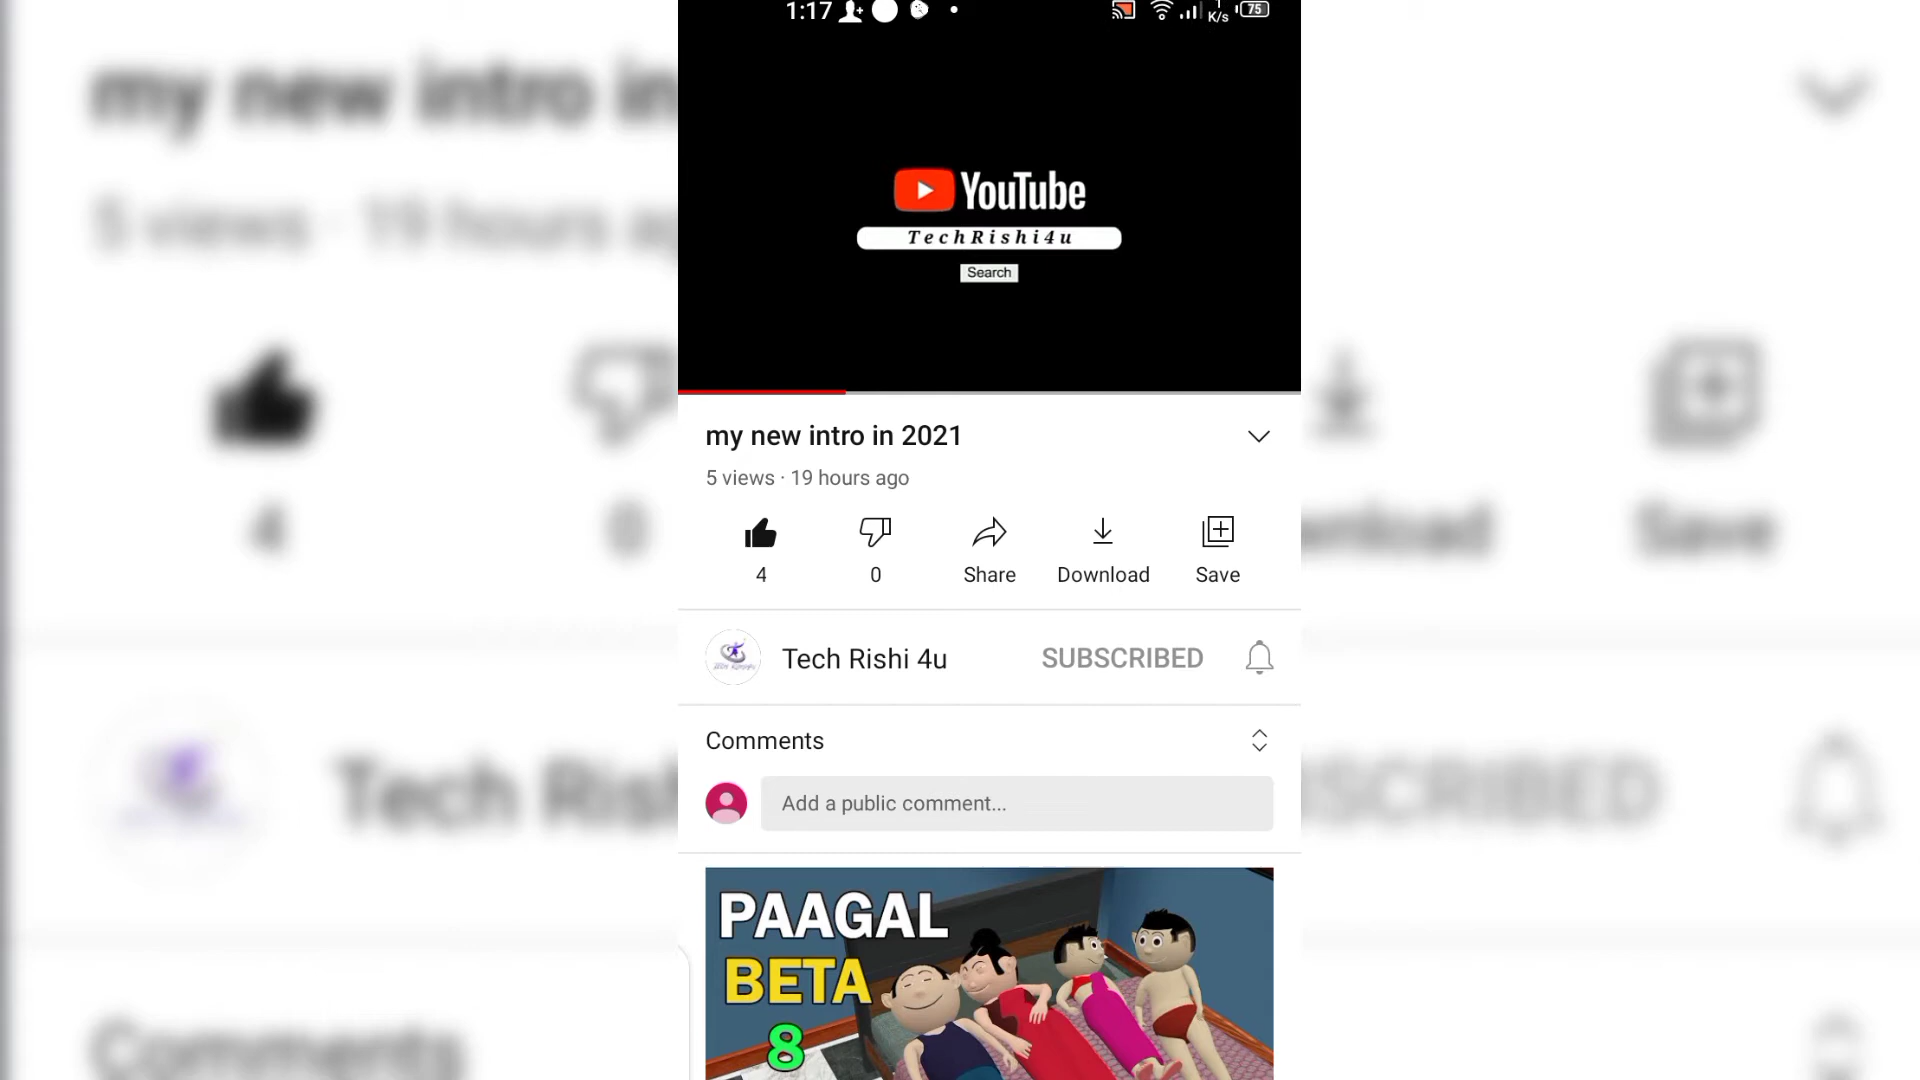 1:17
K/s
75
YouTube
TechRishi4u
Search
my new intro in 2021
5 views · 19 hours ago
4
0
Share
Download
Save
Tech Rishi 4u
SUBSCRIBED
Comments
Add a public comment...
PAAGAL
BETA
8